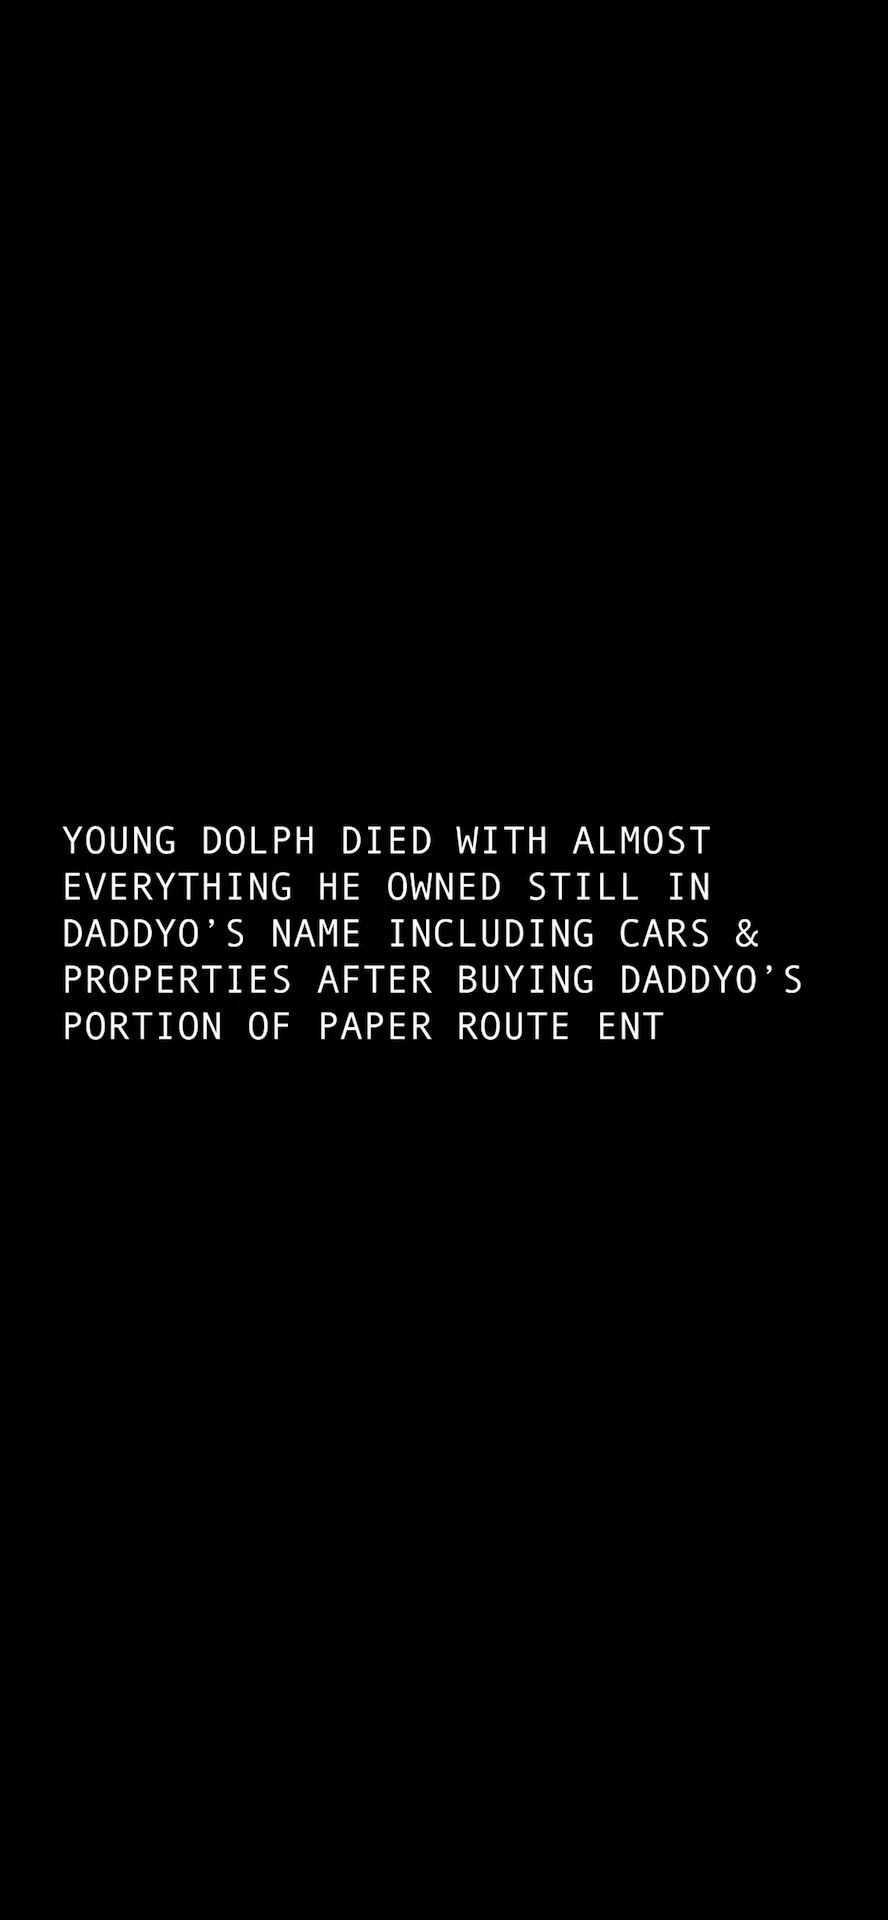 YOUNG DOLPH DIED WITH ALMOST
EVERYTHING HE OWNED STILL IN
DADDYO’S NAME INCLUDING CARS &
PROPERTIES AFTER BUYING DADDYO’S
PORTION OF PAPER ROUTE ENT